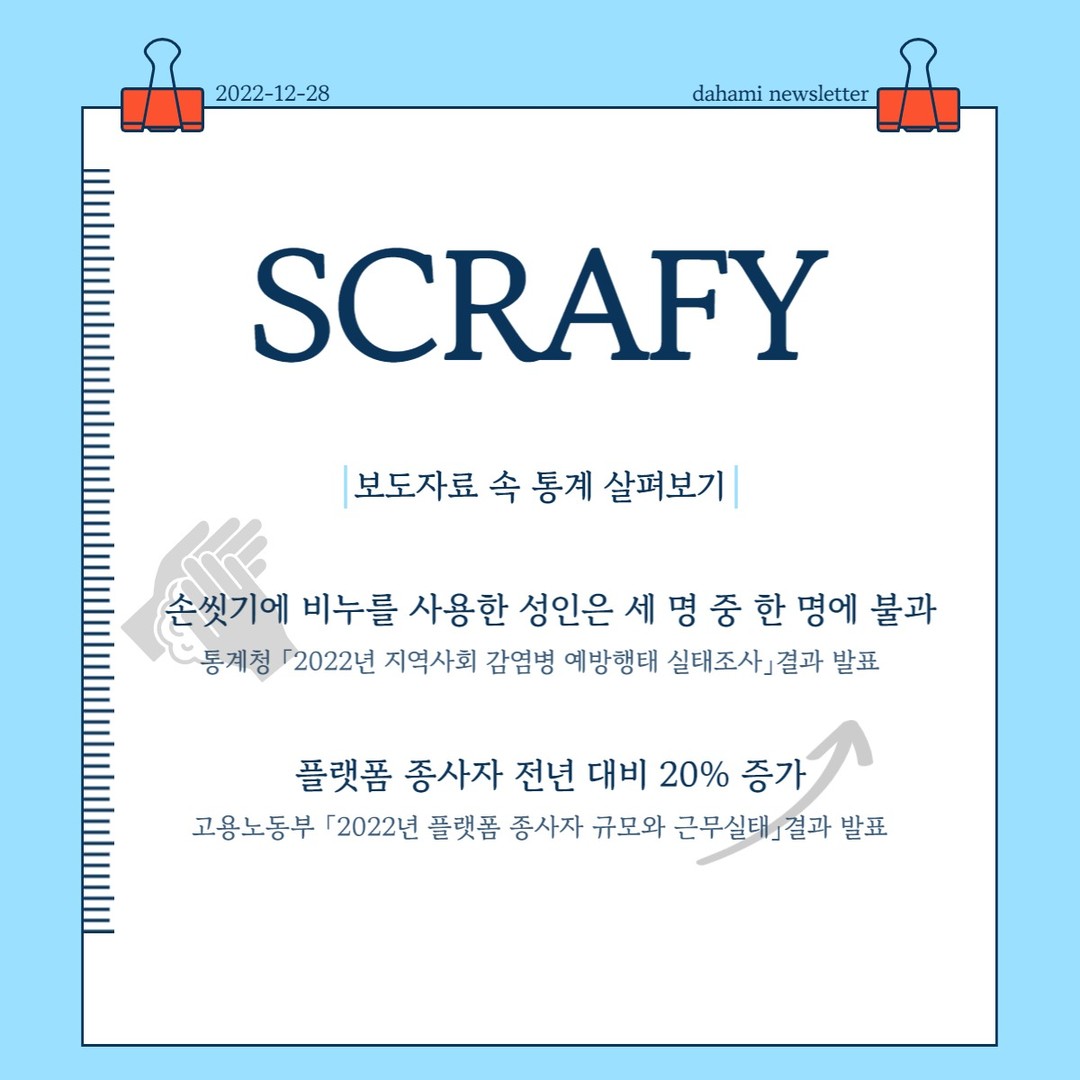 2022-12-28
dahami newsletter
SCRAFY
보도자료 속 통계 살펴보기
손씻기에 비누를 사용한 성인은 세 명 중 한 명에 불과
통계청 「2022년 지역사회 감염병 예방행태 실태조사」결과 발표
플랫폼 종사자 전년 대비 20% 증가
고용노동부 「2022년 플랫폼 종사자 규모와 근무실태」결과 발표